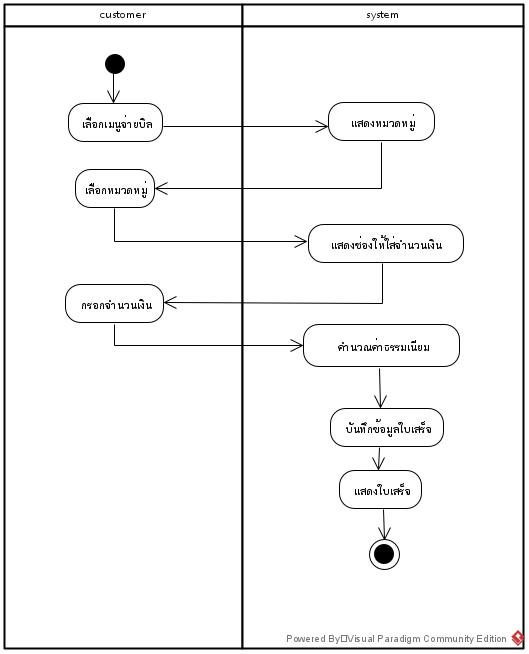 customer
system
เลือกเมนูจ่ายบิล
แสดงหมวดหมู่
เลือกหมวดหมู่
แสดงช่องให้ใส่จำนวนเงิน
กรอกจำนวนเงิน
คำนวณค่าธรรมเนียม
บันทึกข้อมูลใบเสร็จ
แสดงใบเสร็จ
Powered By□Visual Paradigm Community Edition